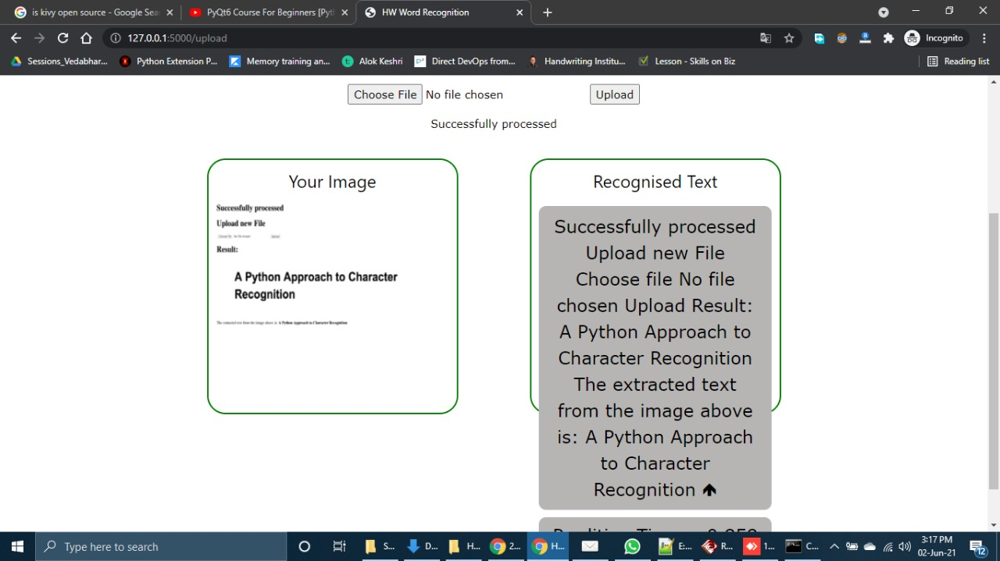 is kivy open source - Google Sea
PyQt6 Course For Beginners [Pyt
HW Word Recognition
127.0.0.1:5000/upload
Incognito
Sessions_Vedabhar...
Python Extension P...
Memory training an...
Alok Keshri
Direct DevOps from...
Handwriting Institu...
Lesson - Skills on Biz
Reading list
Choose File No file chosen
Upload
Successfully processed
Your Image
Successfully processed
Upload new File
Choose File No file chosen Upload
Result:
A Python Approach to Character
Recognition
The extracted text from the image above is: A Python Approach to Character Recognition
Recognised Text
Successfully processed
Upload new File
Choose file No file
chosen Upload Result:
A Python Approach to
Character Recognition
The extracted text
from the image above
is: A Python Approach
to Character
Recognition
Type here to search
S...
D...
H...
2...
H...
E...
R...
1...
C...
3:17 PM
02-Jun-21
12